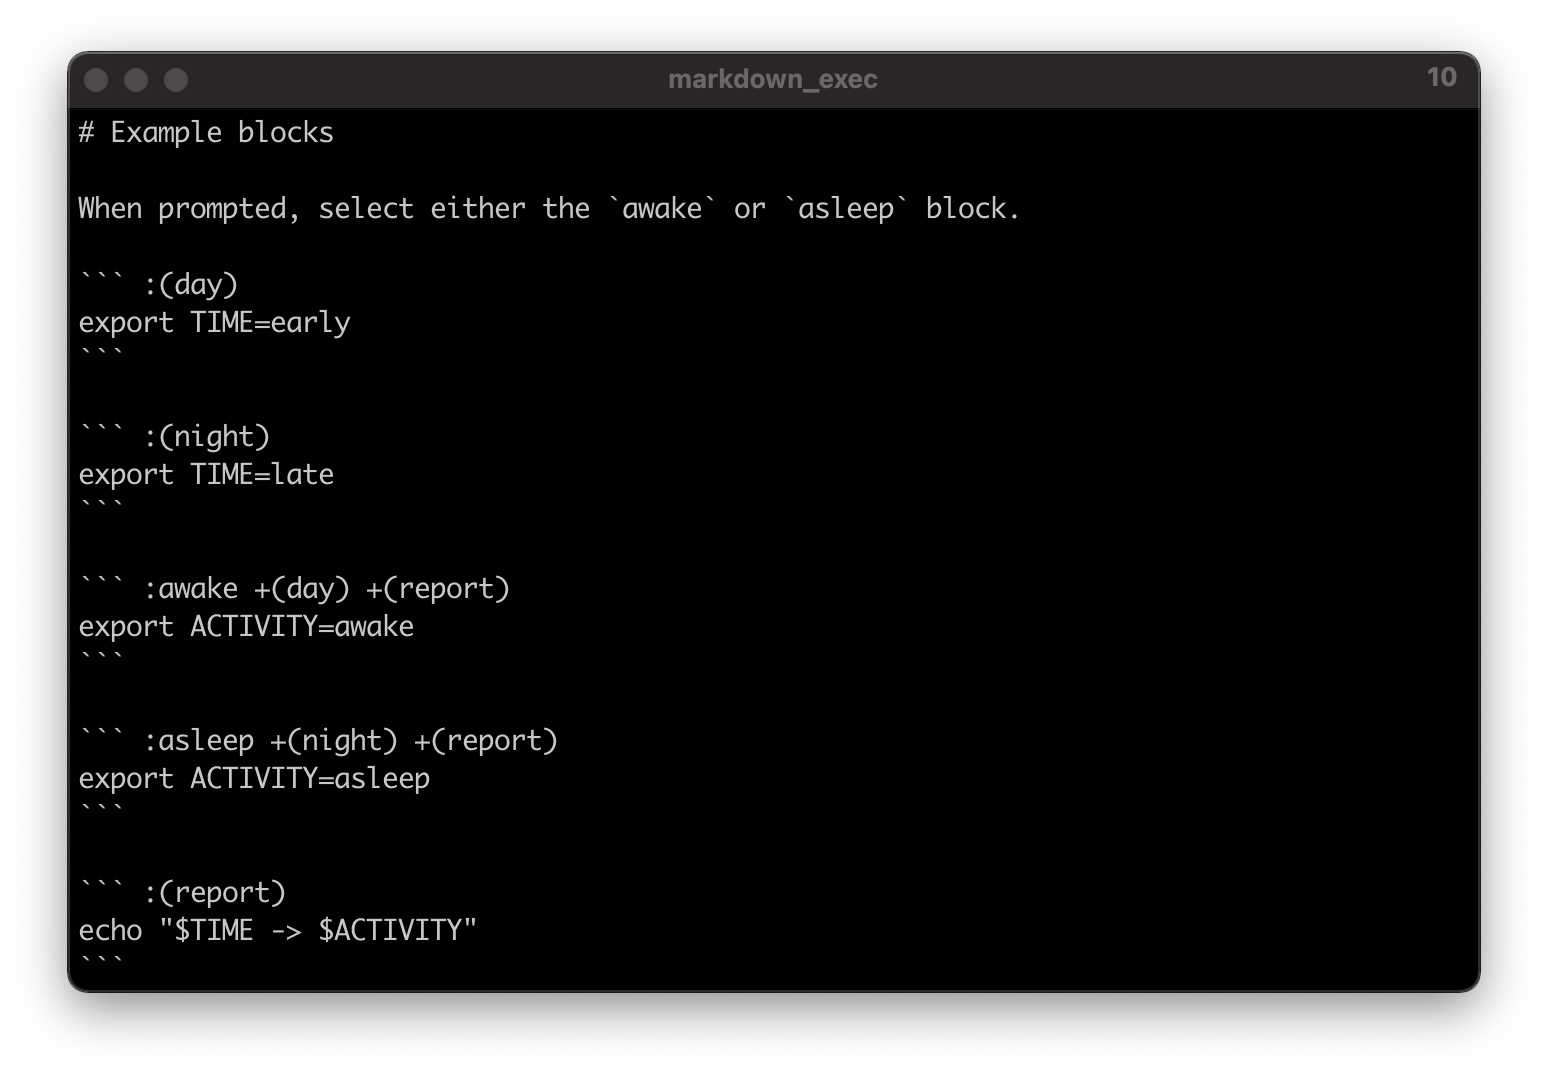 markdown_exec
10
# Example blocks
When prompted, select either the `awake` or `asleep` block.
``` :(day)
export TIME=early
```
``` :(night)
export TIME=late
```
``` :awake +(day) +(report)
export ACTIVITY=awake
```
``` :asleep +(night) +(report)
export ACTIVITY=asleep
```
``` :(report)
echo "$TIME -> $ACTIVITY"
```